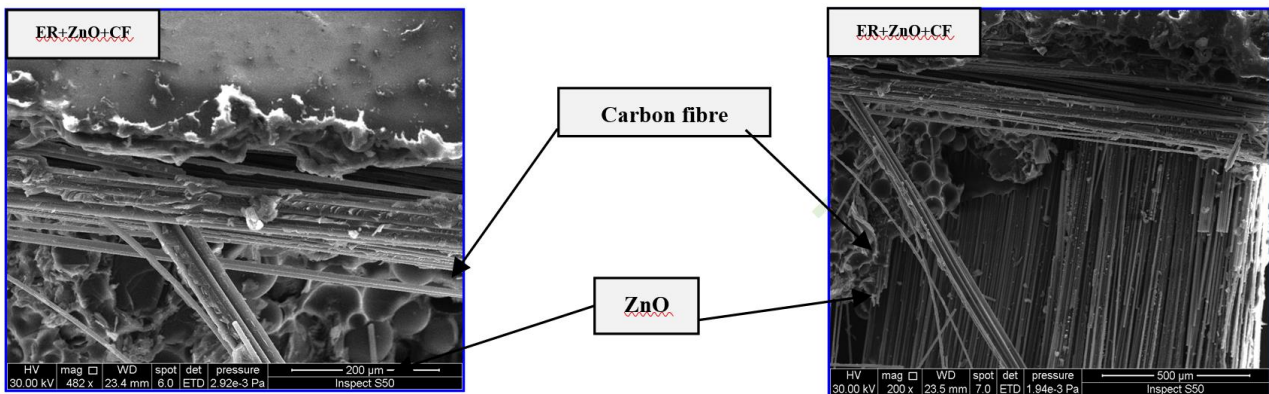 ER+ZnO+CF
ER+ZnO+CF
Carbon fibre
ZnO
HV mag WD spot det pressure 200 µm
30.00 kV 482 x 23.4 mm 6.0 ETD 2.92e-3 Pa Inspect S50
HV mag WD spot det pressure 500 µm
30.00 kV 200 x 23.5 mm 7.0 ETD 1.94e-3 Pa Inspect S50